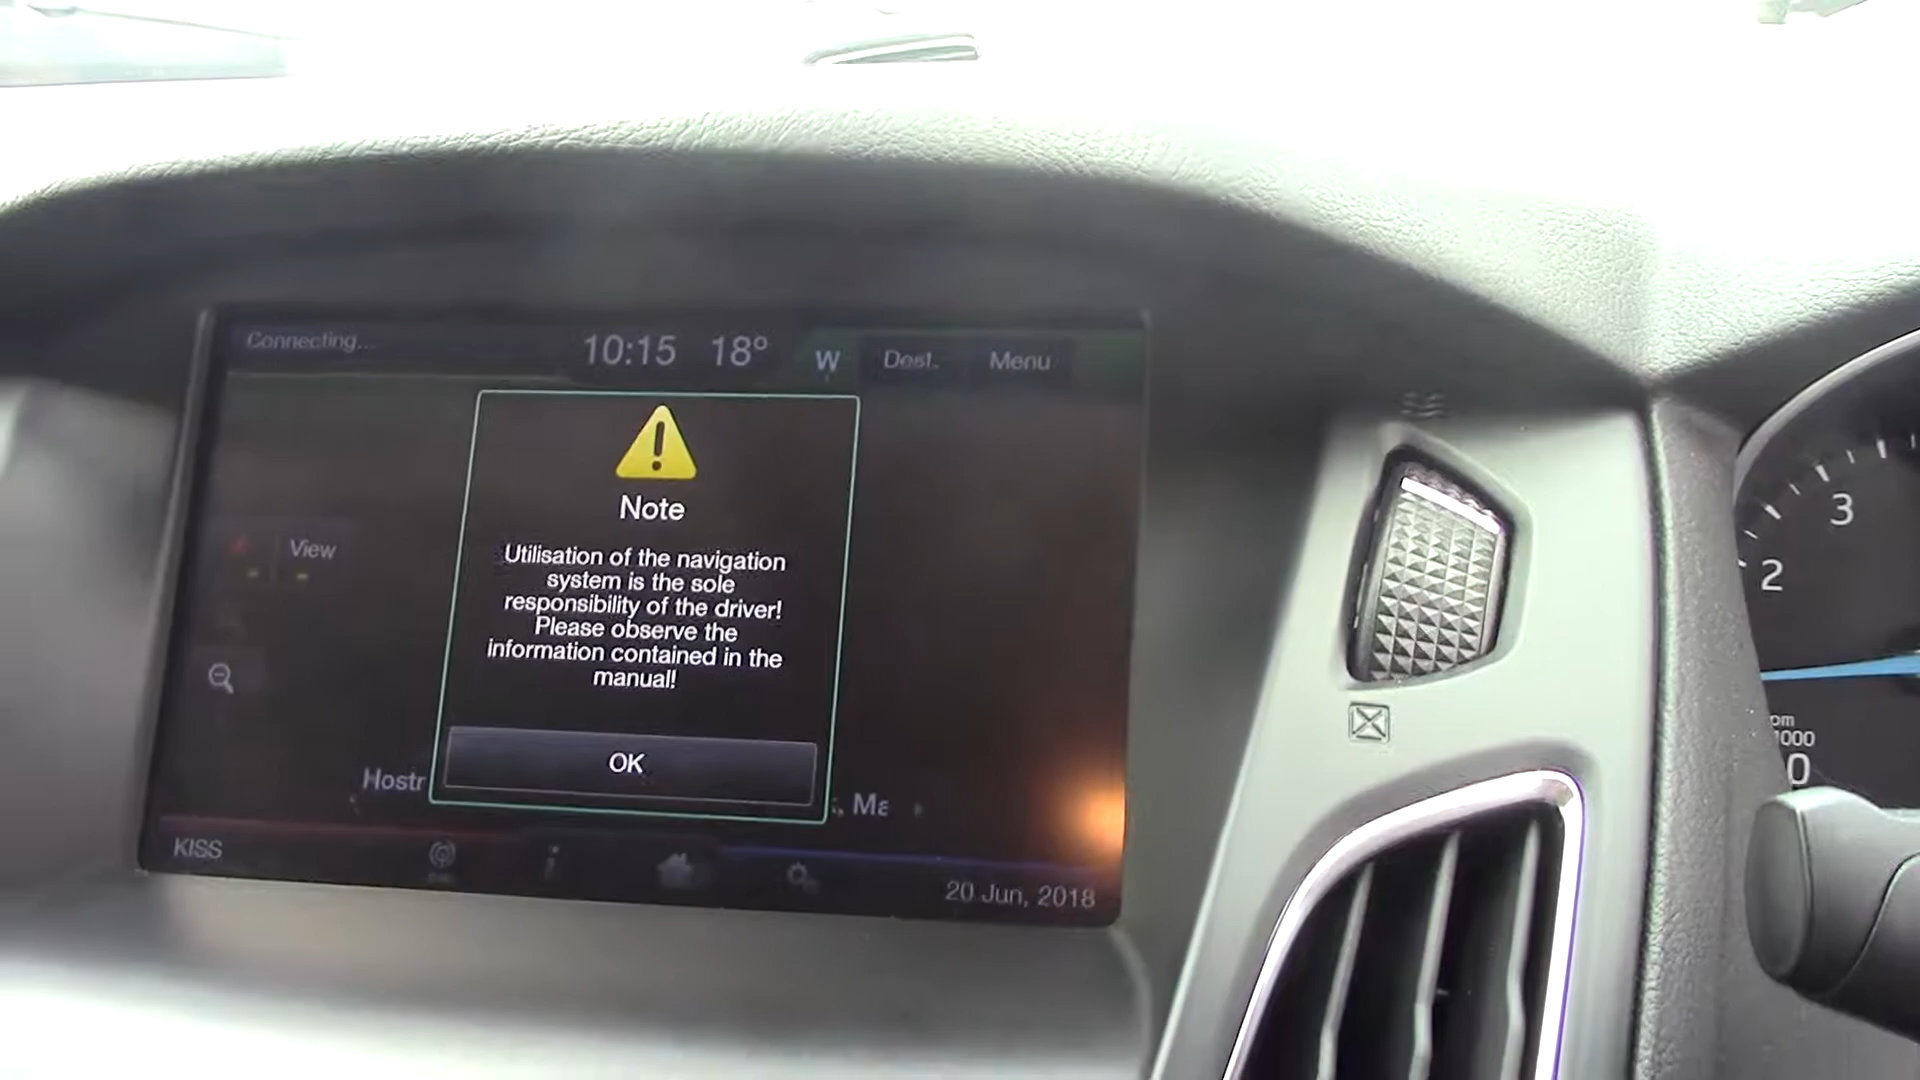 Connecting...
10:15 18° W Dest. Menu
Note
Utilisation of the navigation
system is the sole
responsibility of the driver!
Please observe the
information contained in the
manual!
OK
View
Hostr
, Ma
KISS
20 Jun, 2018
3
2
1000
0